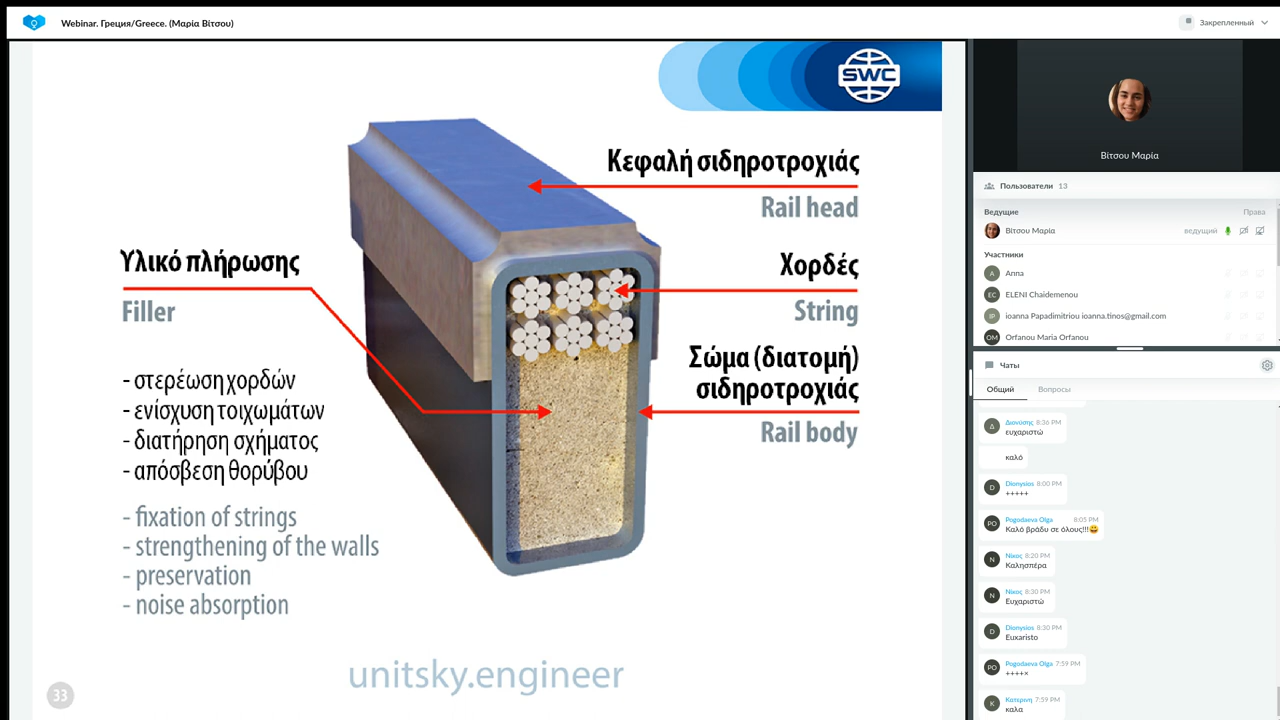 Webinar. Греция/Greece. (Μαρία Βίτσου)
Закрепленный
SWC
Κεφαλή σιδηροτροχιάς
Rail head
Υλικό πλήρωσης
Filler
Χορδές
String
Σώμα (διατομή)
σιδηροτροχιάς
Rail body
- στερέωση χορδών
- ενίσχυση τοιχωμάτων
- διατήρηση σχήματος
- απόσβεση θορύβου
- fixation of strings
- strengthening of the walls
- preservation
- noise absorption
unitsky.engineer
33
Βίτσου Μαρία
Пользователи 13
Ведущие Права
Βίτσου Μαρία ведущий
Участники
A Anna
EC ELENI Chaidemenou
IP ioanna Papadimitriou ioanna.tinos@gmail.com
OM Orfanou Maria Orfanou
Чаты
Общий Вопросы
Δ Διονύσης 8:36 PM
ευχαριστώ
καλό
D Dionysios 8:00 PM
+++++
PO Pogodaeva Olga 8:05 PM
Καλό βράδυ σε όλους!!!😃
N Νίκος 8:20 PM
Καλησπέρα
N Νίκος 8:30 PM
Ευχαριστώ
D Dionysios 8:30 PM
Euxaristo
PO Pogodaeva Olga 7:59 PM
++++×
K Κατερινη 7:59 PM
καλα